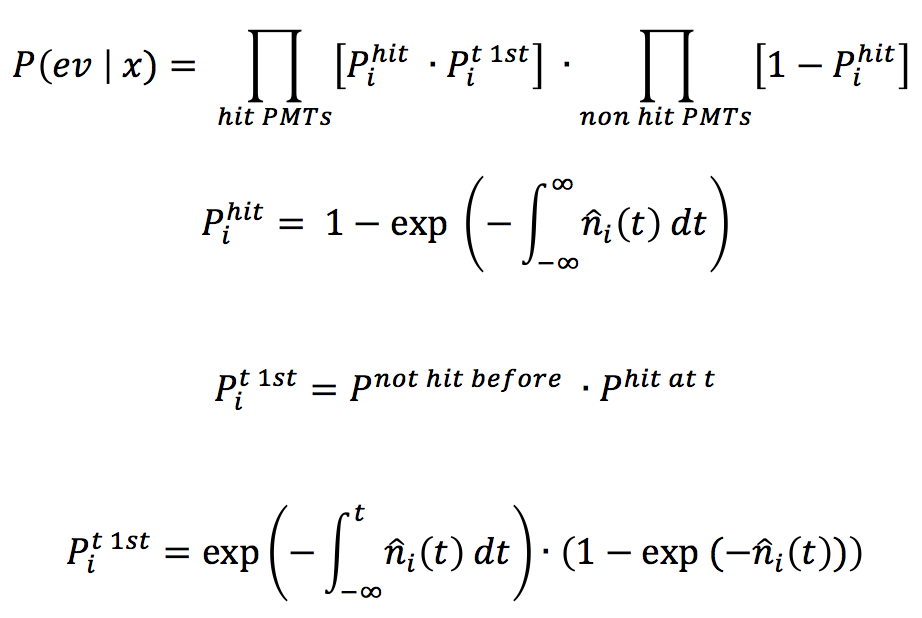 P(ev | x) = ∏_{hit PMTs} [P_i^{hit} · P_i^{t 1st}] · ∏_{non hit PMTs} [1 − P_i^{hit}]
P_i^{hit} = 1 − exp (− ∫_{−∞}^{∞} n̂_i(t) dt)
P_i^{t 1st} = P^{not hit before} · P^{hit at t}
P_i^{t 1st} = exp (− ∫_{−∞}^{t} n̂_i(t) dt) · (1 − exp (−n̂_i(t)))